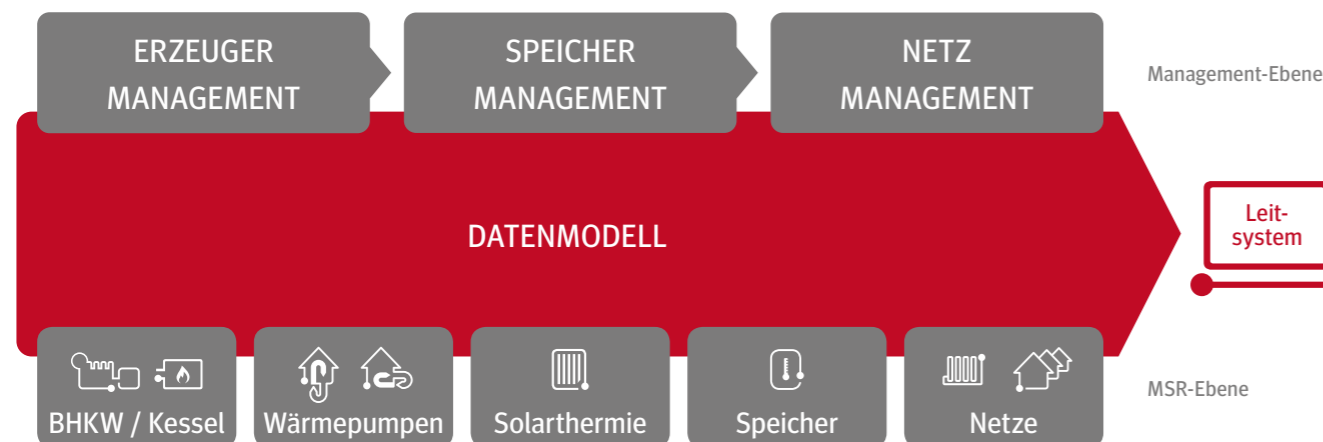 ERZEUGER
MANAGEMENT
SPEICHER
MANAGEMENT
NETZ
MANAGEMENT
Management-Ebene
DATENMODELL
Leit-
system
BHKW / Kessel
Wärmepumpen
Solarthermie
Speicher
Netze
MSR-Ebene